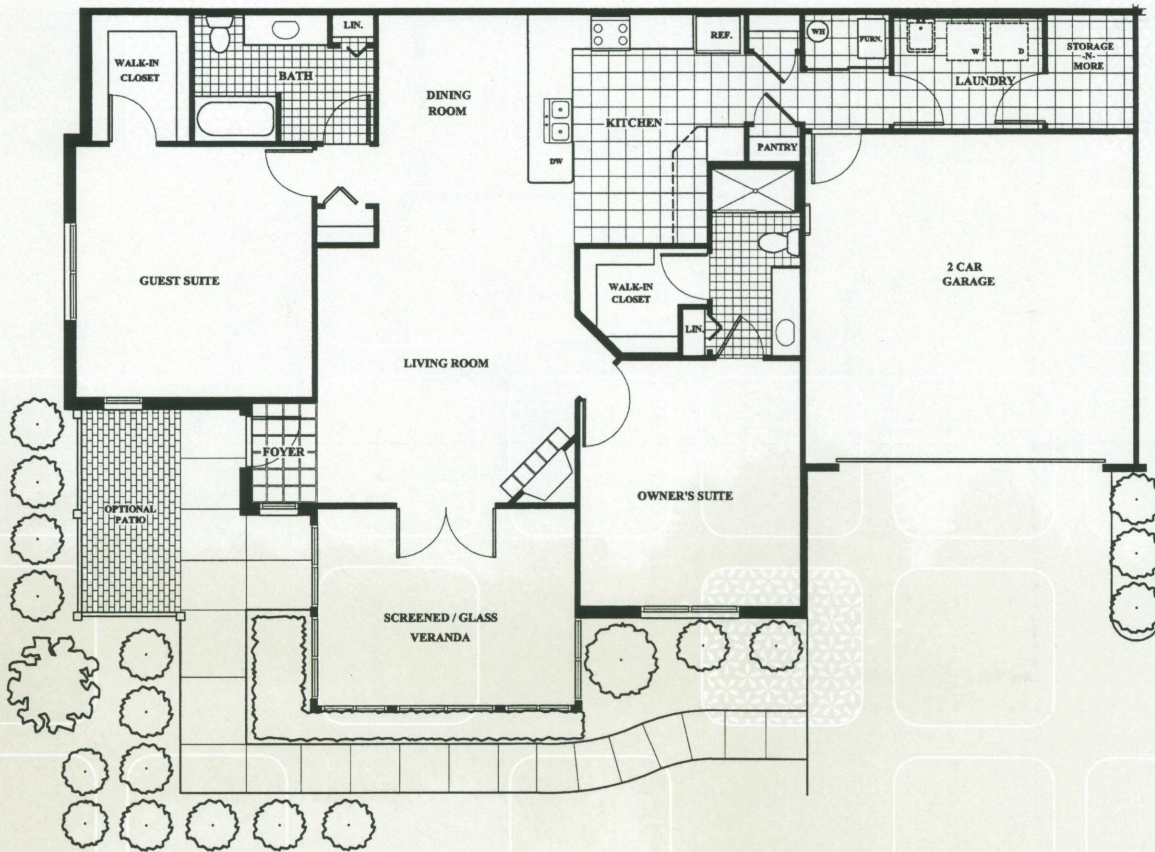 WALK-IN
CLOSET
LIN.
BATH
DINING
ROOM
REF.
KITCHEN
DW
WH
FURN.
W
D
LAUNDRY
STORAGE
-N-
MORE
PANTRY
GUEST SUITE
WALK-IN
CLOSET
LIN.
2 CAR
GARAGE
LIVING ROOM
FOYER
OPTIONAL
PATIO
OWNER'S SUITE
SCREENED / GLASS
VERANDA